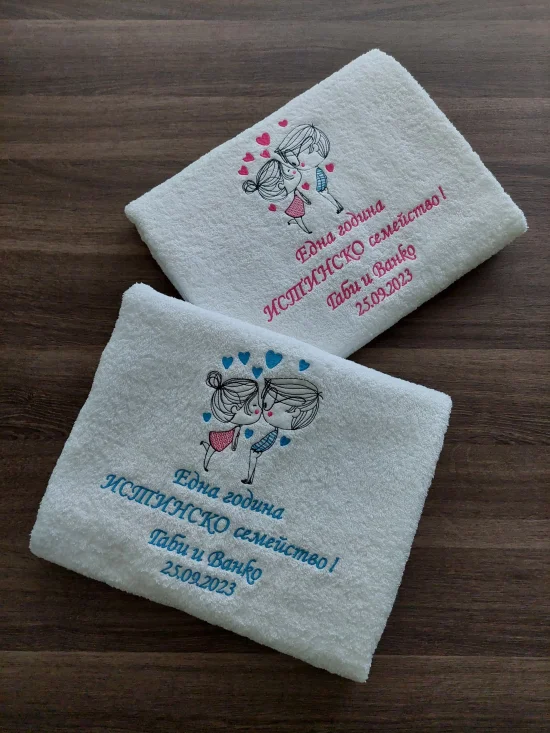 Една година
ИСТИНСКО семейство!
Габи и Ванко
25.09.2023
Една година
ИСТИНСКО семейство!
Габи и Ванко
25.09.2023